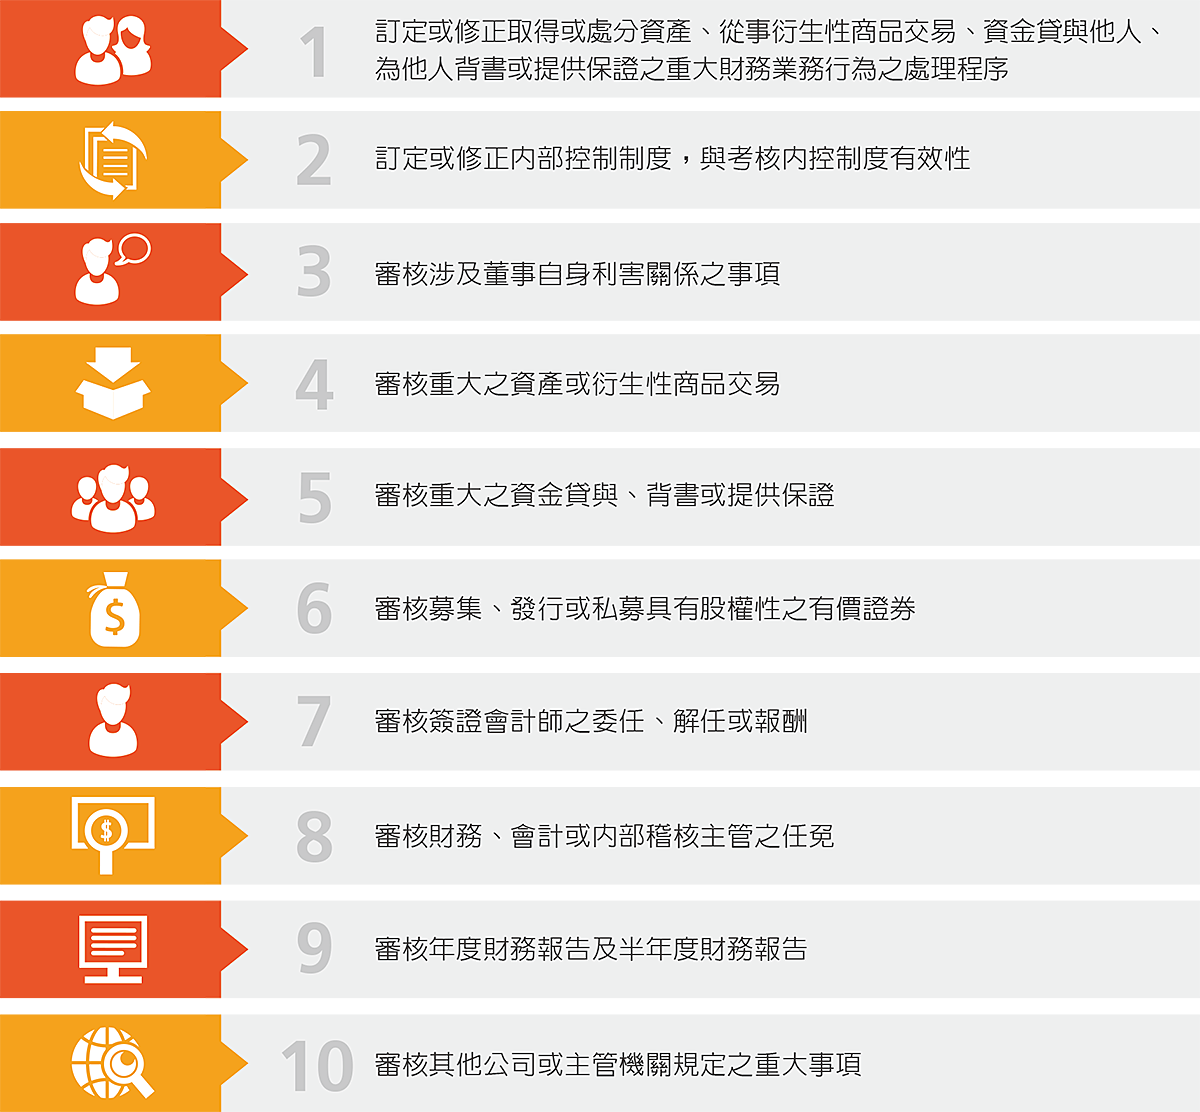 1
訂定或修正取得或處分資產、從事衍生性商品交易、資金貸與他人、
為他人背書或提供保證之重大財務業務行為之處理程序
2
訂定或修正內部控制制度，與考核內控制度有效性
3
審核涉及董事自身利害關係之事項
4
審核重大之資產或衍生性商品交易
5
審核重大之資金貸與、背書或提供保證
6
審核募集、發行或私募具有股權性之有價證券
$
7
審核簽證會計師之委任、解任或報酬
8
審核財務、會計或內部稽核主管之任免
$
9
審核年度財務報告及半年度財務報告
10
審核其他公司或主管機關規定之重大事項